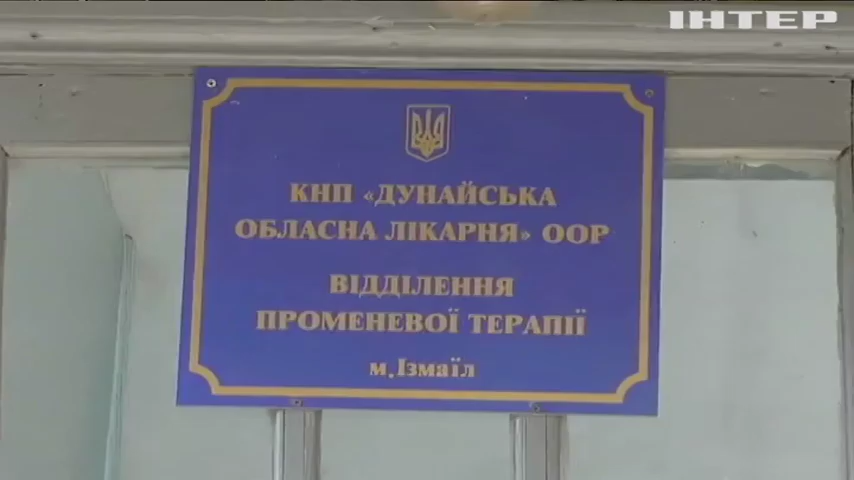 ІНТЕР
КНП «ДУНАЙСЬКА
ОБЛАСНА ЛІКАРНЯ» ООР
ВІДДІЛЕННЯ
ПРОМЕНЕВОЇ ТЕРАПІЇ
м.Ізмаїл